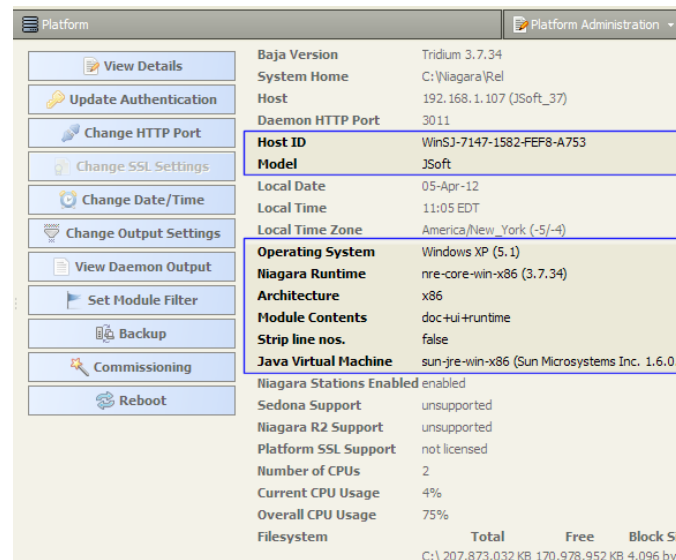 Platform
Platform Administration
View Details
Update Authentication
Change HTTP Port
Change SSL Settings
Change Date/Time
Change Output Settings
View Daemon Output
Set Module Filter
Backup
Commissioning
Reboot
Baja Version Tridium 3.7.34
System Home C:\Niagara\Rel
Host 192.168.1.107 (JSoft_37)
Daemon HTTP Port 3011
Host ID WinSJ-7147-1582-FEF8-A753
Model JSoft
Local Date 05-Apr-12
Local Time 11:05 EDT
Local Time Zone America/New_York (-5/-4)
Operating System Windows XP (5.1)
Niagara Runtime nre-core-win-x86 (3.7.34)
Architecture x86
Module Contents doc+ui+runtime
Strip line nos. false
Java Virtual Machine sun-jre-win-x86 (Sun Microsystems Inc. 1.6.0
Niagara Stations Enabled enabled
Sedona Support unsupported
Niagara R2 Support unsupported
Platform SSL Support not licensed
Number of CPUs 2
Current CPU Usage 4%
Overall CPU Usage 75%
Filesystem Total Free Block S
C:\ 207,873,032 KB 170,978,952 KB 4,096 by